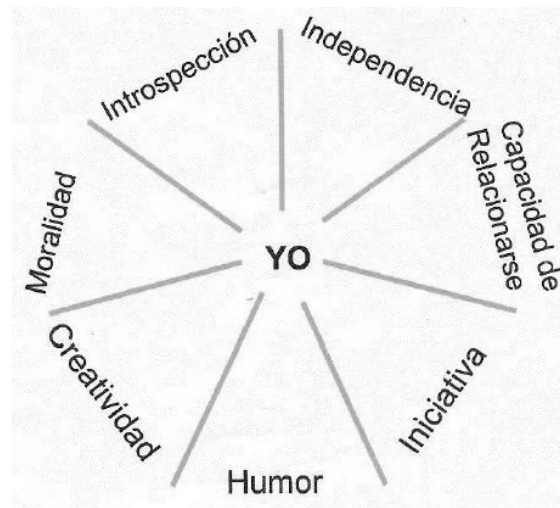 Introspección
Independencia
Capacidad de
Relacionarse
Moralidad
YO
Creatividad
Iniciativa
Humor